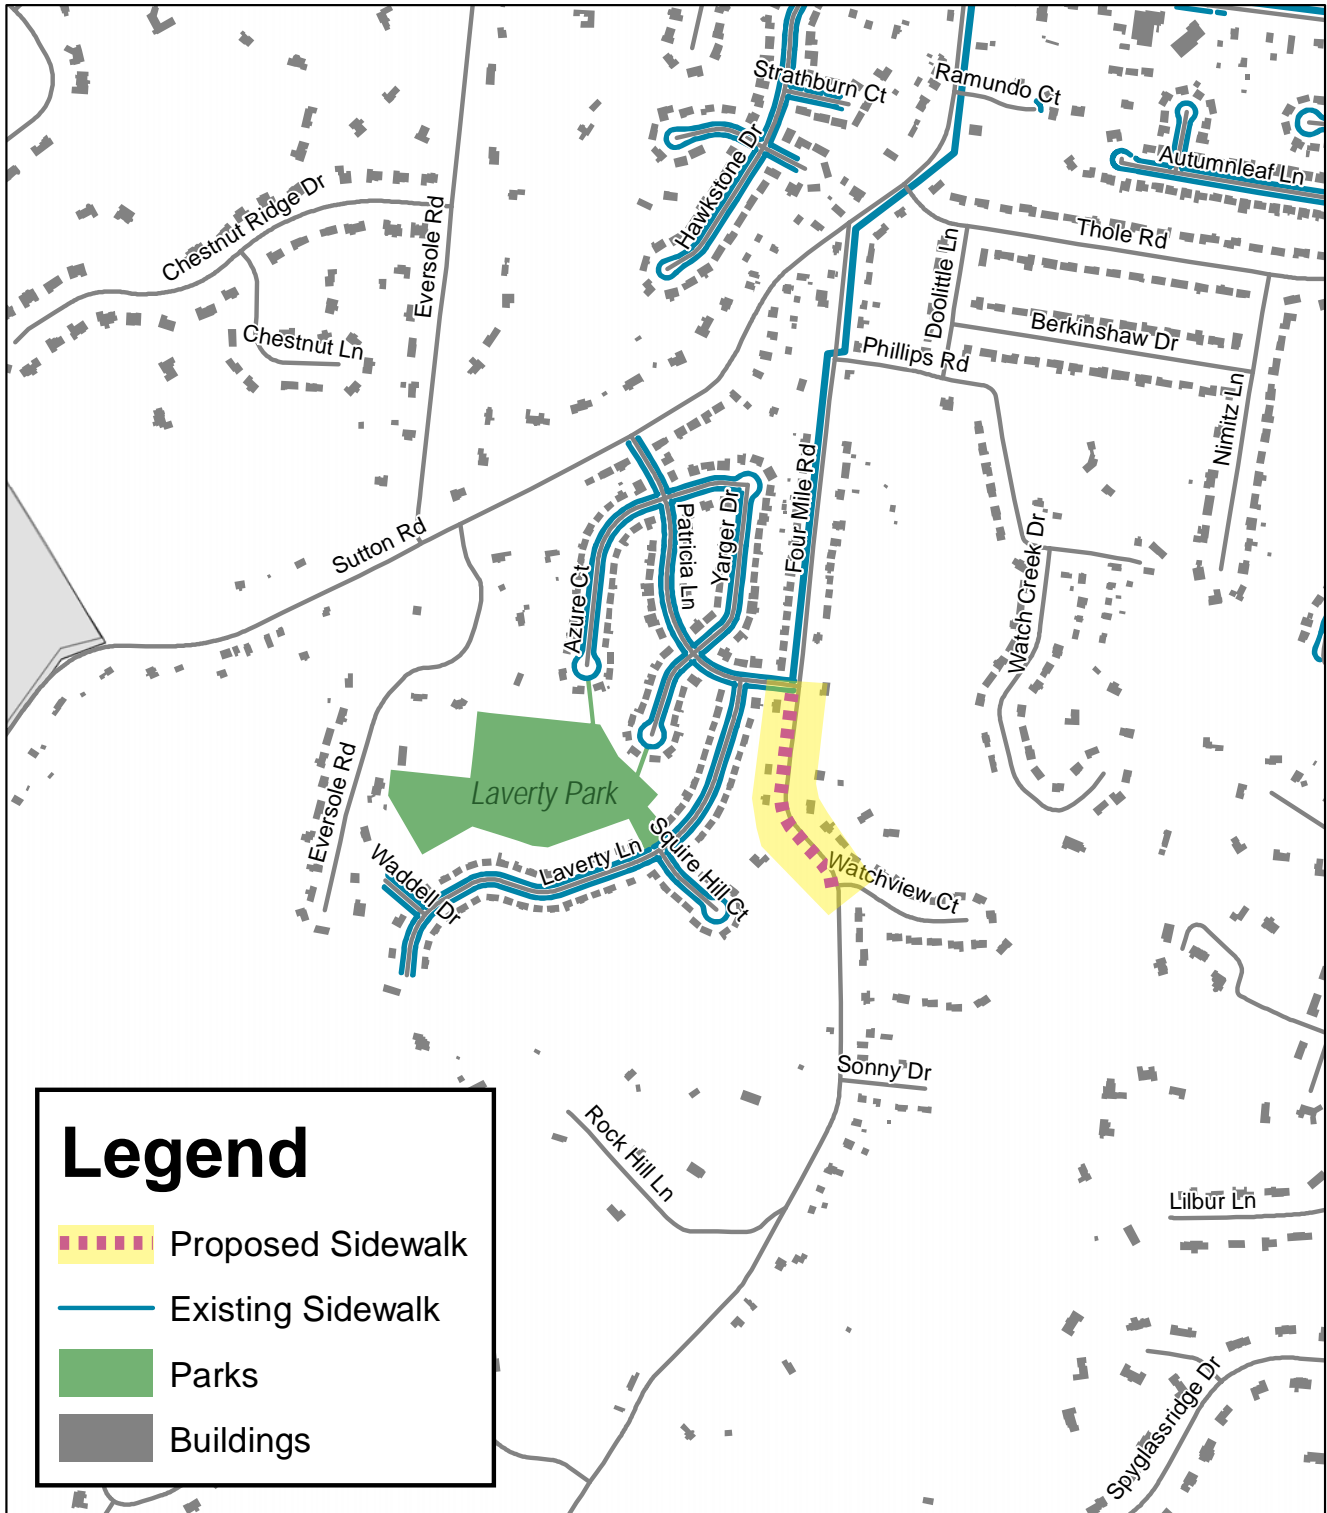 Strathburn Ct
Ramundo Ct
Autumnleaf Ln
Hawkstone Dr
Chestnut Ridge Dr
Eversole Rd
Thole Rd
Doolittle Ln
Chestnut Ln
Berkinshaw Dr
Phillips Rd
Nimitz Ln
Four Mile Rd
Patricia Ln
Yarger Dr
Sutton Rd
Azure Ct
Watch Creek Dr
Laverty Park
Eversole Rd
Squire Hill Ct
Laverty Ln
Waddell Dr
Watchview Ct
Sonny Dr
Rock Hill Ln
Lilbur Ln
Spyglassridge Dr
Legend
Proposed Sidewalk
Existing Sidewalk
Parks
Buildings